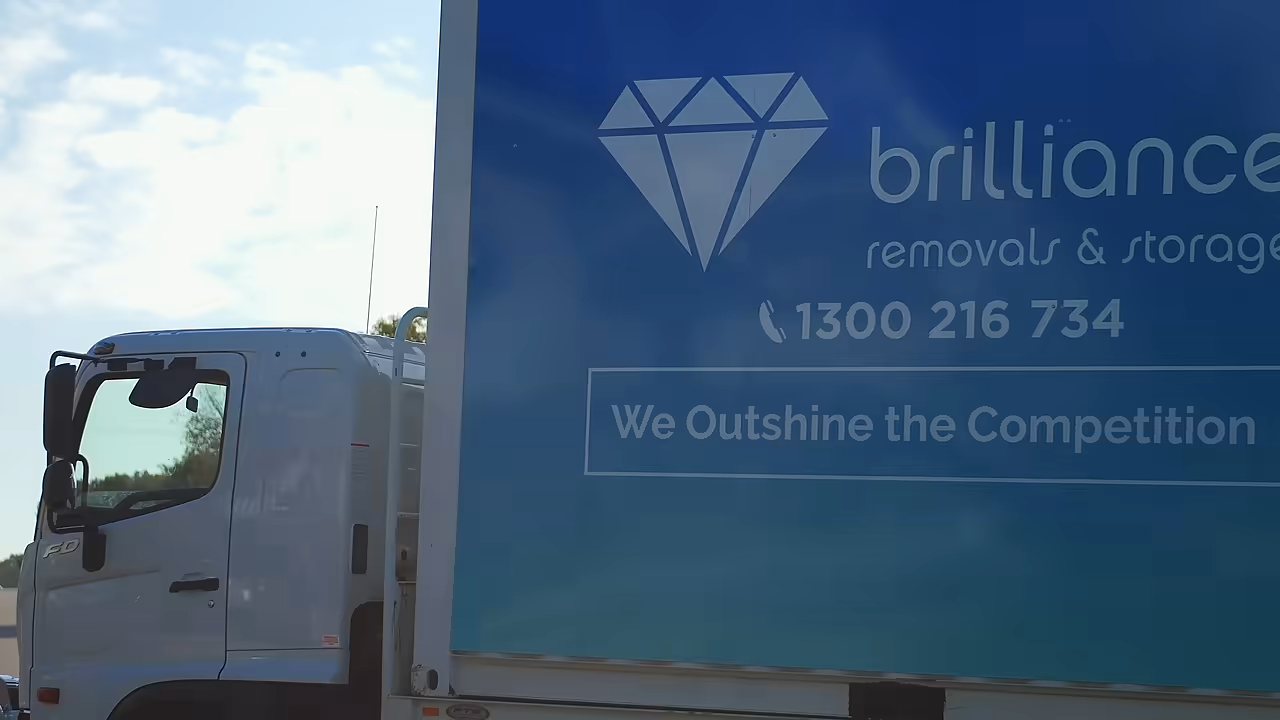 brilliance
removals & storage
1300 216 734
We Outshine the Competition
FD